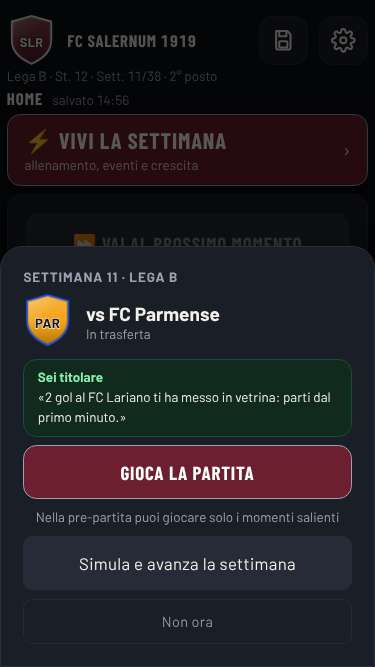 SLR
FC SALERNUM 1919
Lega B · St. 12 · Sett. 11/38 · 2° posto
HOME salvato 14:56
⚡ VIVI LA SETTIMANA ›
allenamento, eventi e crescita
⏩ VAI AL PROSSIMO MOMENTO
SETTIMANA 11 · LEGA B
PAR
vs FC Parmense
In trasferta
Sei titolare
«2 gol al FC Lariano ti ha messo in vetrina: parti dal
primo minuto.»
GIOCA LA PARTITA
Nella pre-partita puoi giocare solo i momenti salienti
Simula e avanza la settimana
Non ora